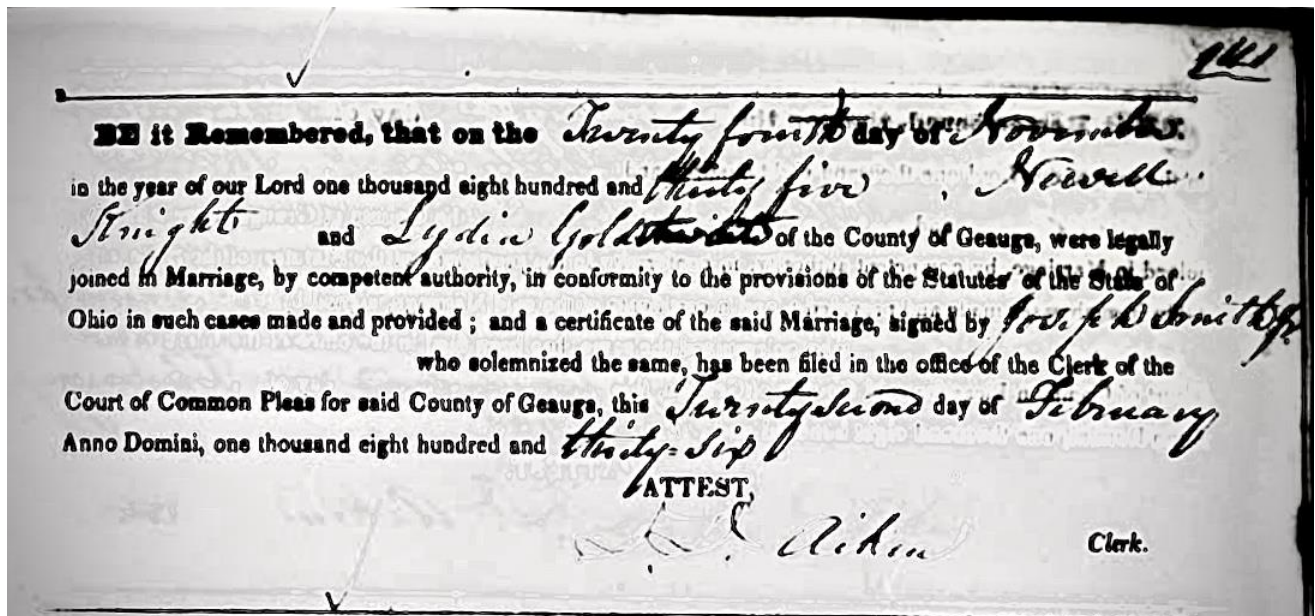 141
BE it Remembered, that on the Twenty fourth day of November.
in the year of our Lord one thousand eight hundred and thirty five , Newell
Knight and Lydia Goldthwaite of the County of Geauga, were legally
joined in Marriage, by competent authority, in conformity to the provisions of the Statutes of the State of
Ohio in such cases made and provided ; and a certificate of the said Marriage, signed by Joseph Smith Jr.
who solemnized the same, has been filed in the office of the Clerk of the
Court of Common Pleas for said County of Geauga, this Twenty second day of February
Anno Domini, one thousand eight hundred and thirty=six
ATTEST,
D. D. Aiken Clerk.